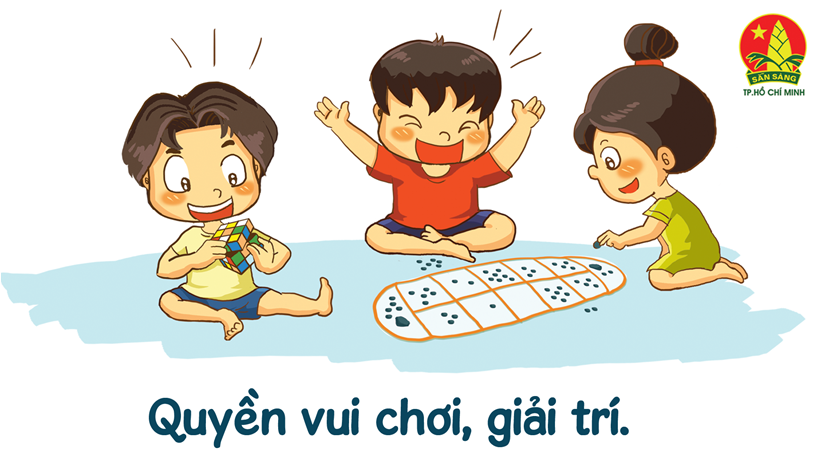 SẴN SÀNG
TP.HỒ CHÍ MINH
Quyền vui chơi, giải trí.